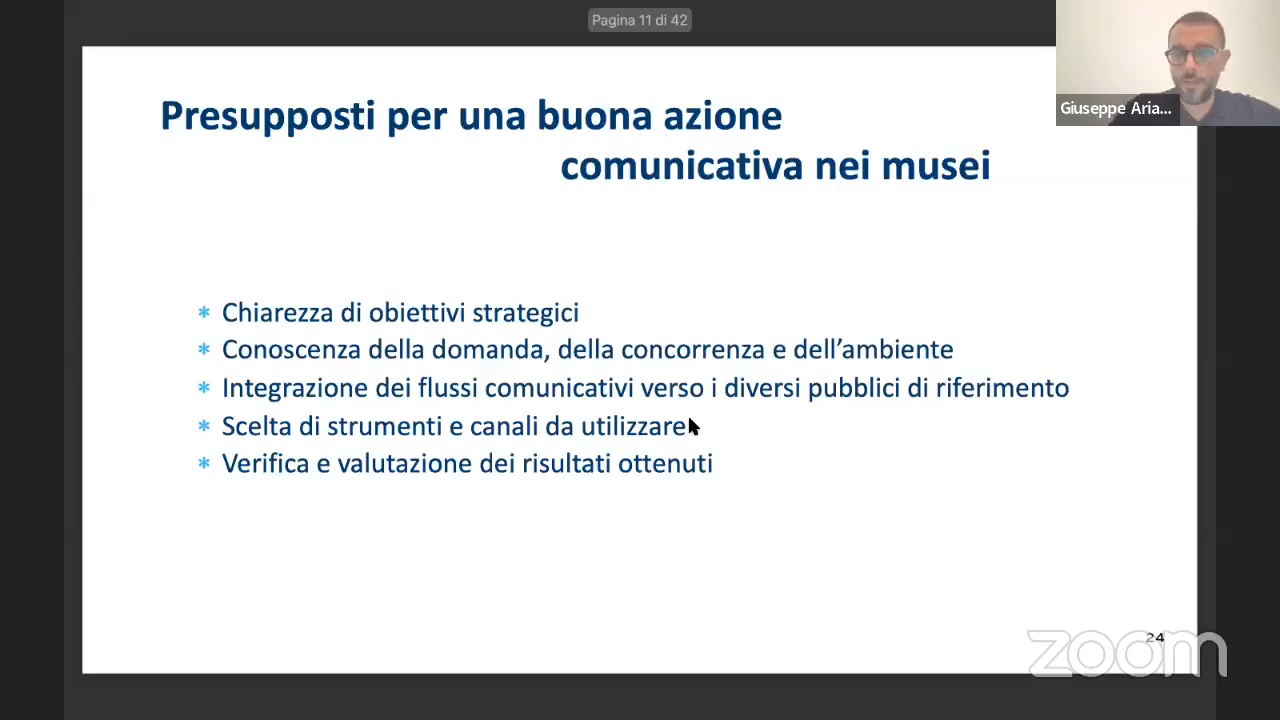 Pagina 11 di 42
Giuseppe Aria...
Presupposti per una buona azione
comunicativa nei musei
* Chiarezza di obiettivi strategici
* Conoscenza della domanda, della concorrenza e dell’ambiente
* Integrazione dei flussi comunicativi verso i diversi pubblici di riferimento
* Scelta di strumenti e canali da utilizzare
* Verifica e valutazione dei risultati ottenuti
24
zoom